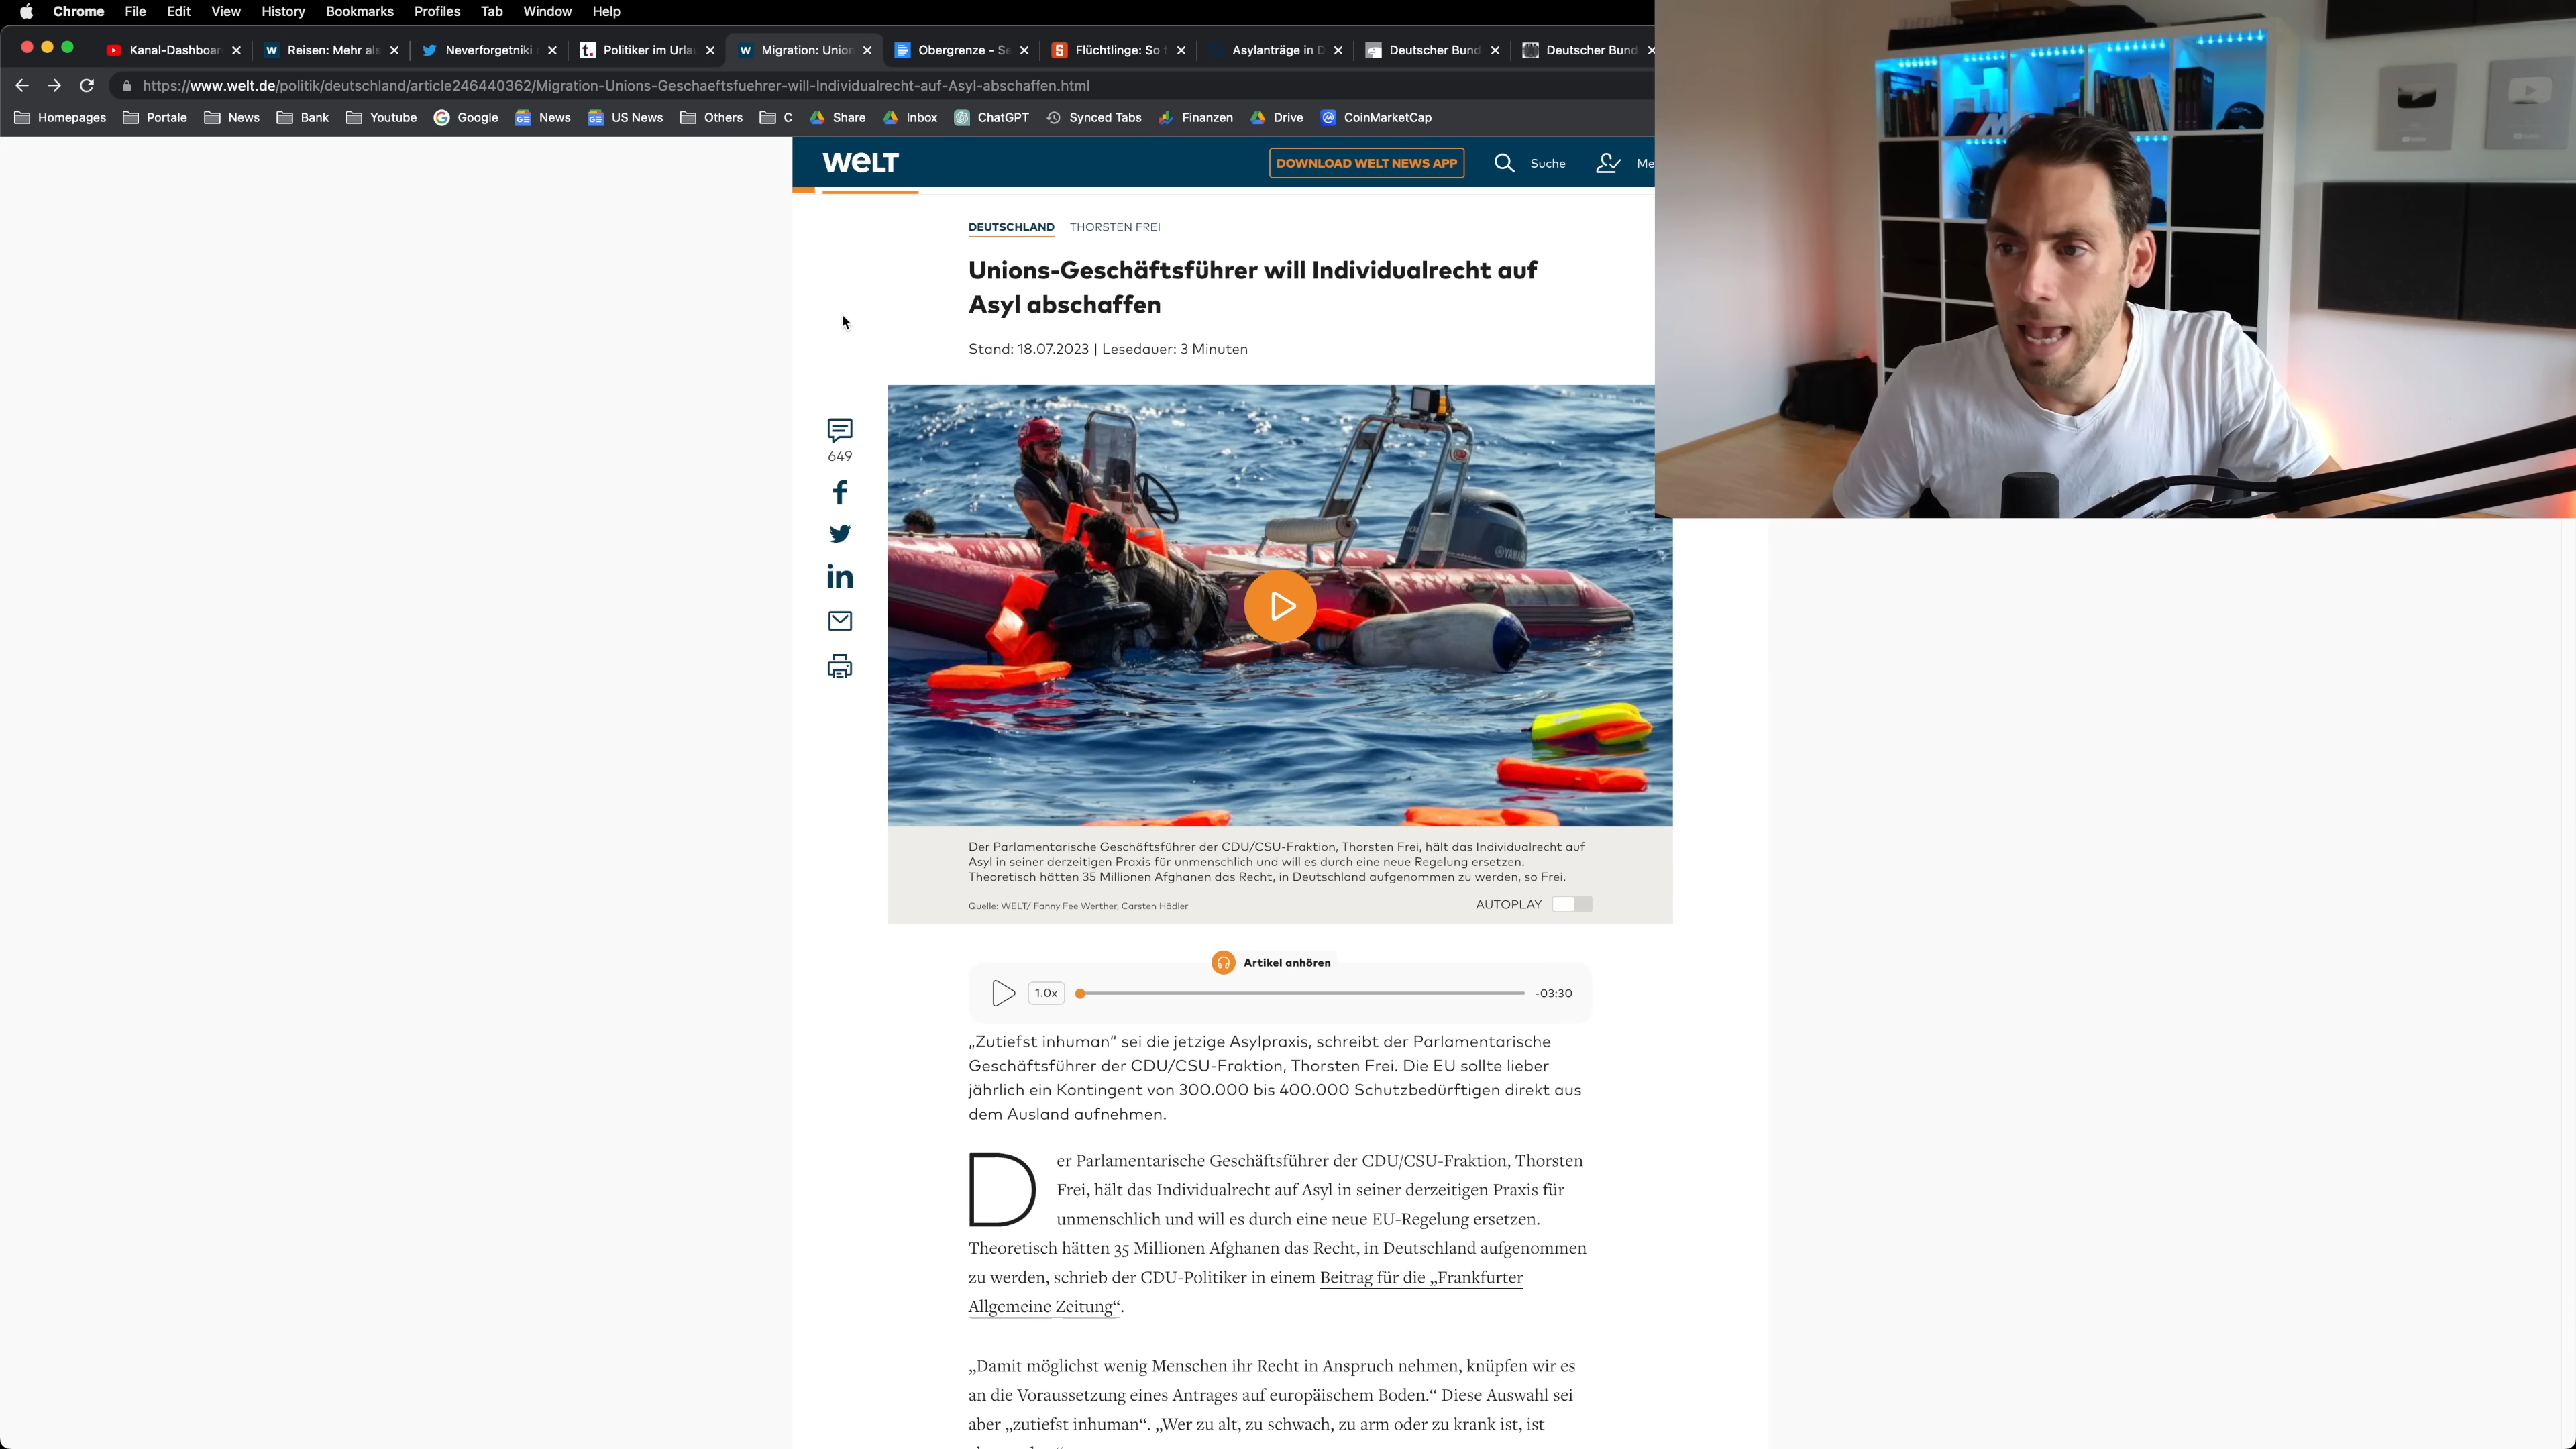 Chrome File Edit View History Bookmarks Profiles Tab Window Help
Kanal-Dashboar Reisen: Mehr als Neverforgetniki Politiker im Urlau Migration: Union Obergrenze - Se Flüchtlinge: So f Asylanträge in D Deutscher Bund Deutscher Bund
https://www.welt.de/politik/deutschland/article246440362/Migration-Unions-Geschaeftsfuehrer-will-Individualrecht-auf-Asyl-abschaffen.html
Homepages Portale News Bank Youtube Google News US News Others C Share Inbox ChatGPT Synced Tabs Finanzen Drive CoinMarketCap
WELT DOWNLOAD WELT NEWS APP Suche Me
DEUTSCHLAND THORSTEN FREI
Unions-Geschäftsführer will Individualrecht auf
Asyl abschaffen
Stand: 18.07.2023 | Lesedauer: 3 Minuten
649
YAMAHA
Der Parlamentarische Geschäftsführer der CDU/CSU-Fraktion, Thorsten Frei, hält das Individualrecht auf
Asyl in seiner derzeitigen Praxis für unmenschlich und will es durch eine neue Regelung ersetzen.
Theoretisch hätten 35 Millionen Afghanen das Recht, in Deutschland aufgenommen zu werden, so Frei.
Quelle: WELT/ Fanny Fee Werther, Carsten Hädler
AUTOPLAY
Artikel anhören
1.0x -03:30
„Zutiefst inhuman“ sei die jetzige Asylpraxis, schreibt der Parlamentarische
Geschäftsführer der CDU/CSU-Fraktion, Thorsten Frei. Die EU sollte lieber
jährlich ein Kontingent von 300.000 bis 400.000 Schutzbedürftigen direkt aus
dem Ausland aufnehmen.
Der Parlamentarische Geschäftsführer der CDU/CSU-Fraktion, Thorsten
Frei, hält das Individualrecht auf Asyl in seiner derzeitigen Praxis für
unmenschlich und will es durch eine neue EU-Regelung ersetzen.
Theoretisch hätten 35 Millionen Afghanen das Recht, in Deutschland aufgenommen
zu werden, schrieb der CDU-Politiker in einem Beitrag für die „Frankfurter
Allgemeine Zeitung“.
„Damit möglichst wenig Menschen ihr Recht in Anspruch nehmen, knüpfen wir es
an die Voraussetzung eines Antrages auf europäischem Boden.“ Diese Auswahl sei
aber „zutiefst inhuman“. „Wer zu alt, zu schwach, zu arm oder zu krank ist, ist